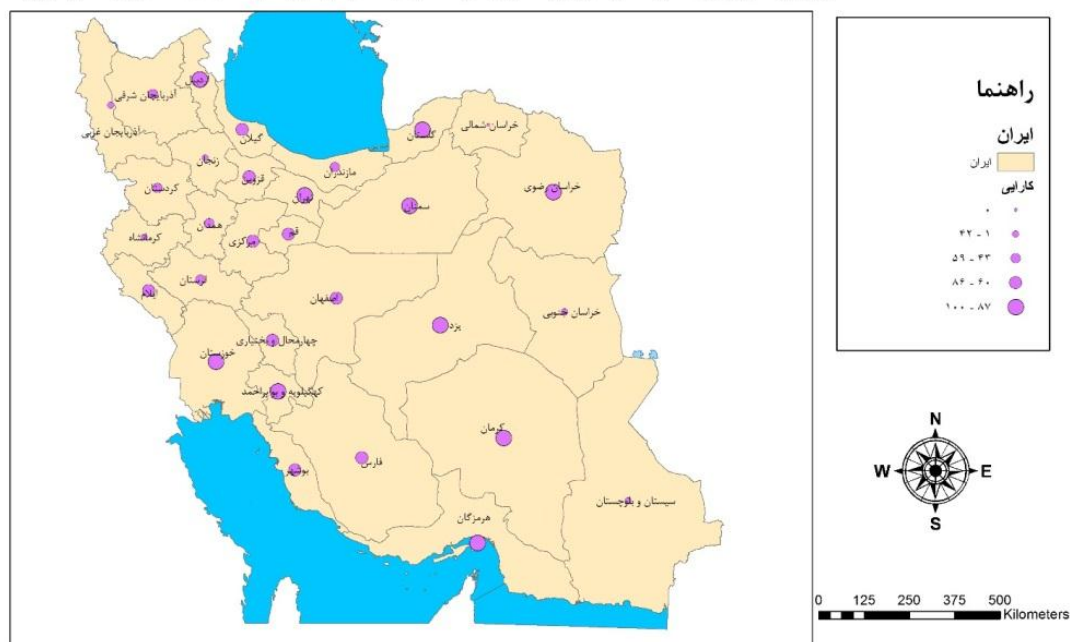 راهنما
ایران
ایران
کارایی
۰
۱ - ۴۲
۴۳ - ۵۹
۶۰ - ۸۶
۸۷ - ۱۰۰
اردبیل
آذربایجان شرقی
آذربایجان غربی
گیلان
گلستان
خراسان شمالی
زنجان
مازندران
قزوین
تهران
کردستان
خراسان رضوی
سمنان
همدان
قم
مرکزی
کرمانشاه
لرستان
ایلام
اصفهان
خراسان جنوبی
یزد
چهارمحال و بختیاری
خوزستان
کهگیلویه و بویراحمد
کرمان
فارس
بوشهر
سیستان و بلوچستان
هرمزگان
N
W E
S
0 125 250 375 500
Kilometers